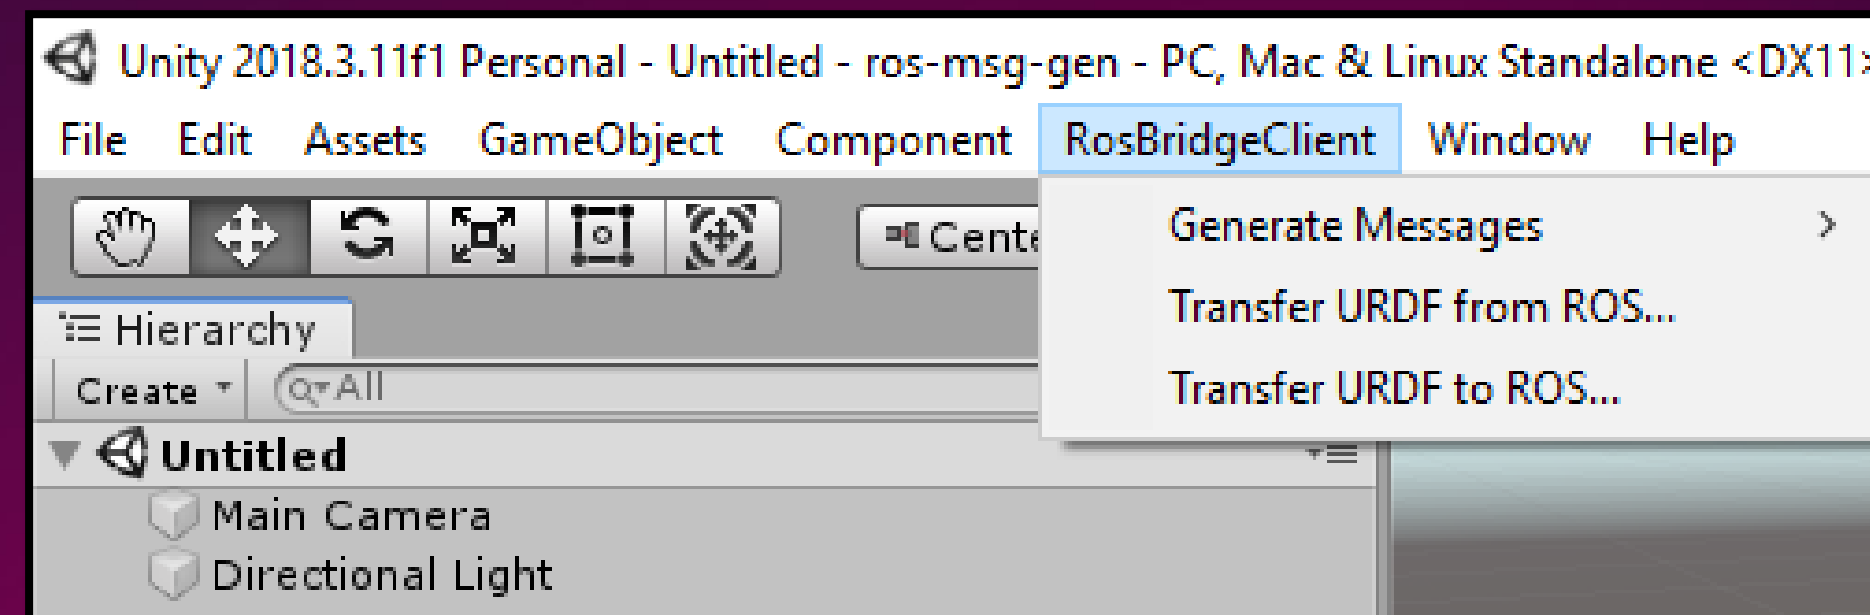 Unity 2018.3.11f1 Personal - Untitled - ros-msg-gen - PC, Mac & Linux Standalone <DX11>
File Edit Assets GameObject Component RosBridgeClient Window Help
Cente
Generate Messages
Transfer URDF from ROS...
Transfer URDF to ROS...
Hierarchy
Create All
Untitled
Main Camera
Directional Light